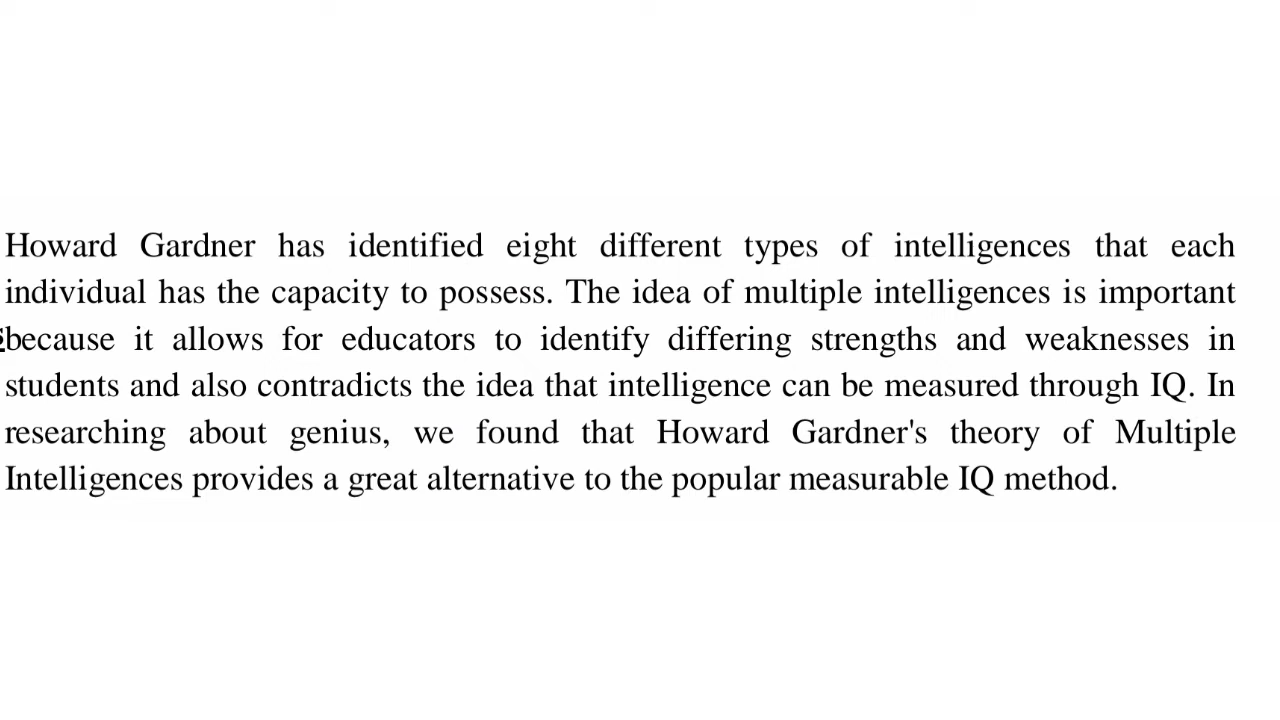 Howard Gardner has identified eight different types of intelligences that each
individual has the capacity to possess. The idea of multiple intelligences is important
because it allows for educators to identify differing strengths and weaknesses in
students and also contradicts the idea that intelligence can be measured through IQ. In
researching about genius, we found that Howard Gardner's theory of Multiple
Intelligences provides a great alternative to the popular measurable IQ method.